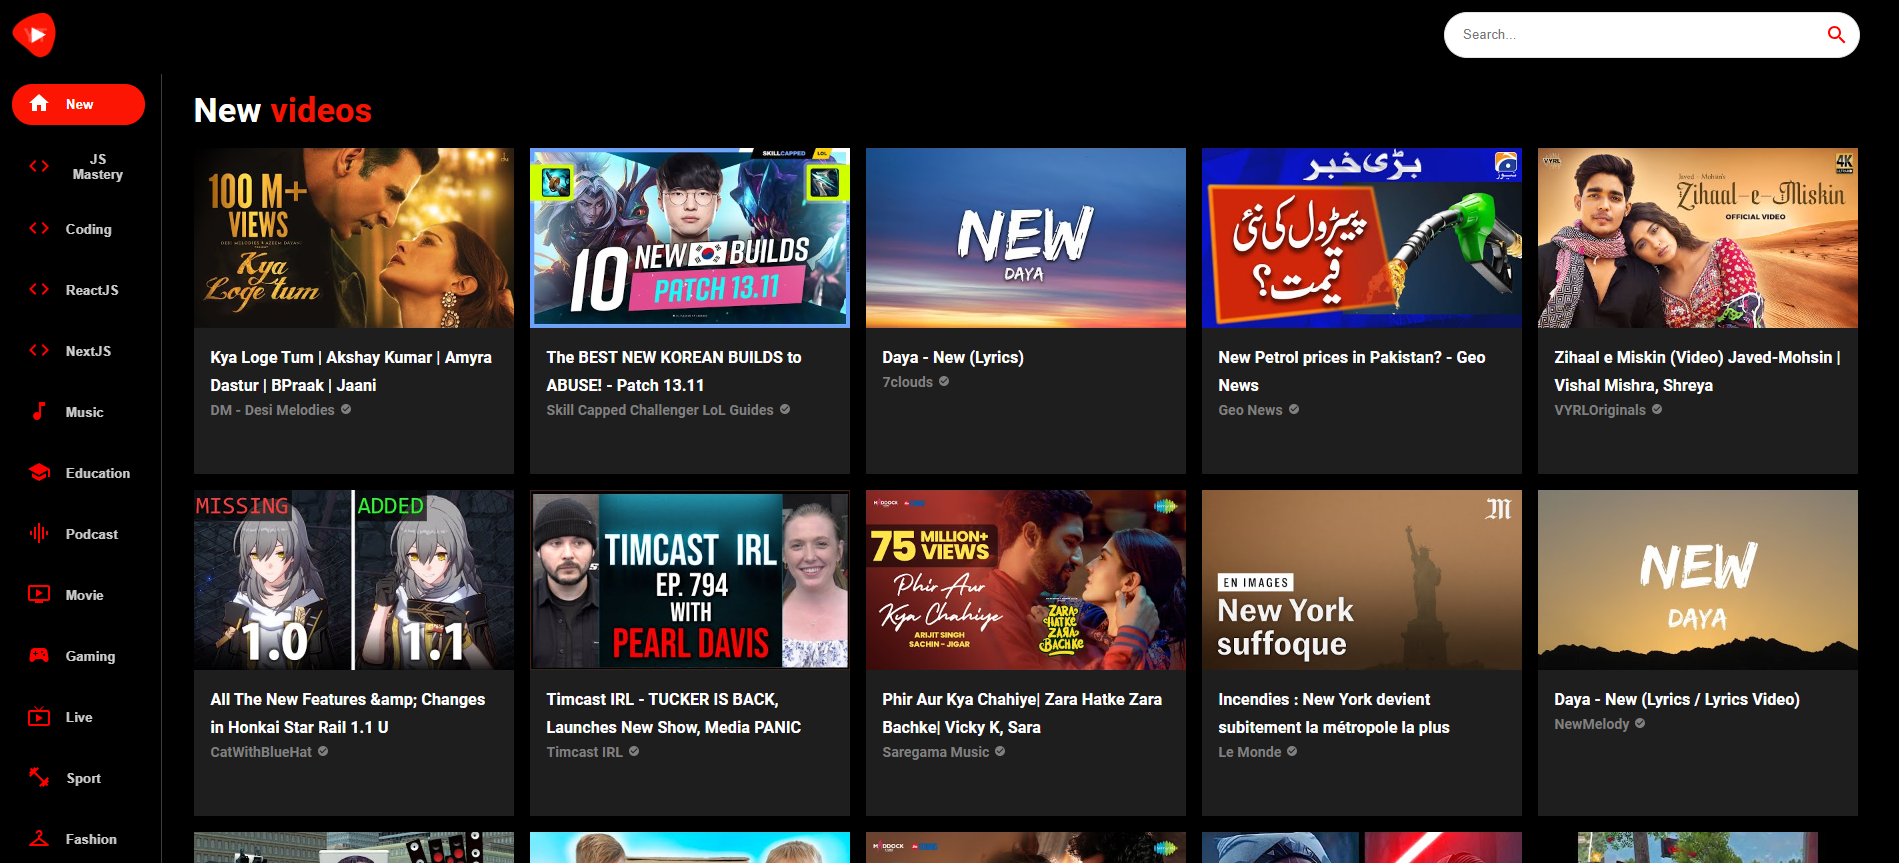 Search...
New
JS
Mastery
Coding
ReactJS
NextJS
Music
Education
Podcast
Movie
Gaming
Live
Sport
Fashion
New videos
100 M+
VIEWS
Kya
Loge tum
Kya Loge Tum | Akshay Kumar | Amyra
Dastur | BPraak | Jaani
DM - Desi Melodies
SKILLCAPPED LOL
10 NEW BUILDS
PATCH 13.11
The BEST NEW KOREAN BUILDS to
ABUSE! - Patch 13.11
Skill Capped Challenger LoL Guides
NEW
DAYA
Daya - New (Lyrics)
7clouds
بڑی خبر
پیٹرول کی نئی
قیمت؟
New Petrol prices in Pakistan? - Geo
News
Geo News
VYRL
4K
Javed - Mohsin's
Zihaal-e-Miskin
OFFICIAL VIDEO
Zihaal e Miskin (Video) Javed-Mohsin |
Vishal Mishra, Shreya
VYRLOriginals
MISSING
ADDED
1.0
1.1
All The New Features &amp; Changes
in Honkai Star Rail 1.1 U
CatWithBlueHat
TIMCAST IRL
EP. 794
WITH
PEARL DAVIS
Timcast IRL - TUCKER IS BACK,
Launches New Show, Media PANIC
Timcast IRL
MADDOCK
75 MILLION+
VIEWS
Phir Aur
Kya Chahiye
ARIJIT SINGH
SACHIN - JIGAR
ZARA
HATKE
ZARA
BACHKE
Phir Aur Kya Chahiye| Zara Hatke Zara
Bachke| Vicky K, Sara
Saregama Music
M
EN IMAGES
New York
suffoque
Incendies : New York devient
subitement la métropole la plus
Le Monde
NEW
DAYA
Daya - New (Lyrics / Lyrics Video)
NewMelody
MADDOCK